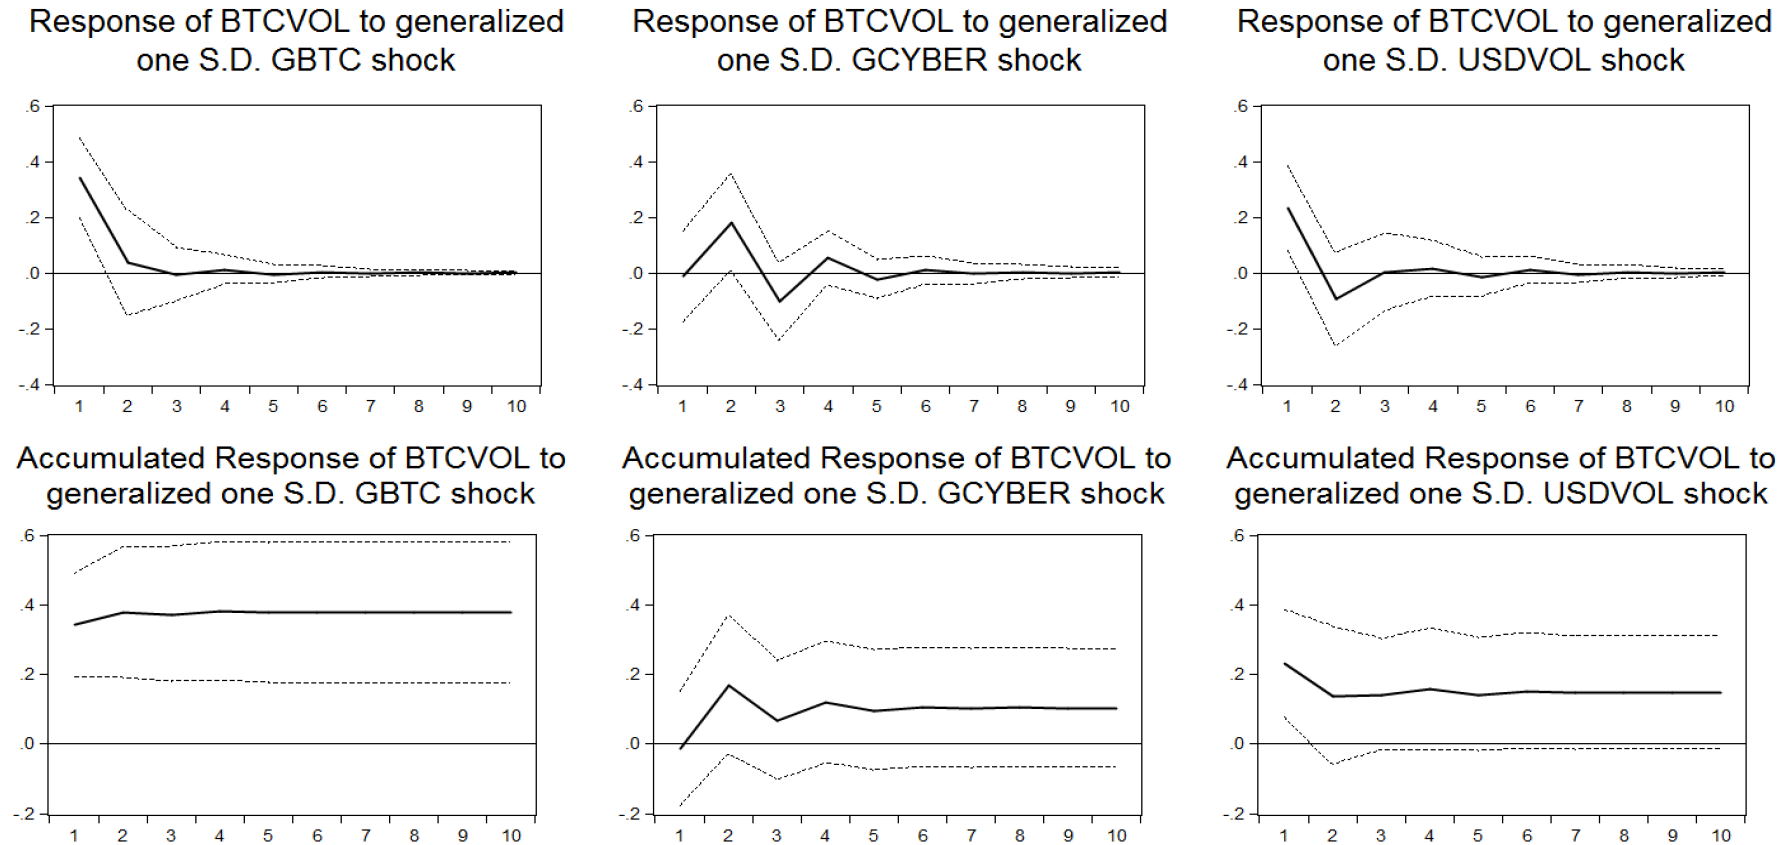 Response of BTCVOL to generalized
one S.D. GBTC shock
.6
.4
.2
.0
-.2
-.4
1 2 3 4 5 6 7 8 9 10
Response of BTCVOL to generalized
one S.D. GCYBER shock
.6
.4
.2
.0
-.2
-.4
1 2 3 4 5 6 7 8 9 10
Response of BTCVOL to generalized
one S.D. USDVOL shock
.6
.4
.2
.0
-.2
-.4
1 2 3 4 5 6 7 8 9 10
Accumulated Response of BTCVOL to
generalized one S.D. GBTC shock
.6
.4
.2
.0
-.2
1 2 3 4 5 6 7 8 9 10
Accumulated Response of BTCVOL to
generalized one S.D. GCYBER shock
.6
.4
.2
.0
-.2
1 2 3 4 5 6 7 8 9 10
Accumulated Response of BTCVOL to
generalized one S.D. USDVOL shock
.6
.4
.2
.0
-.2
1 2 3 4 5 6 7 8 9 10